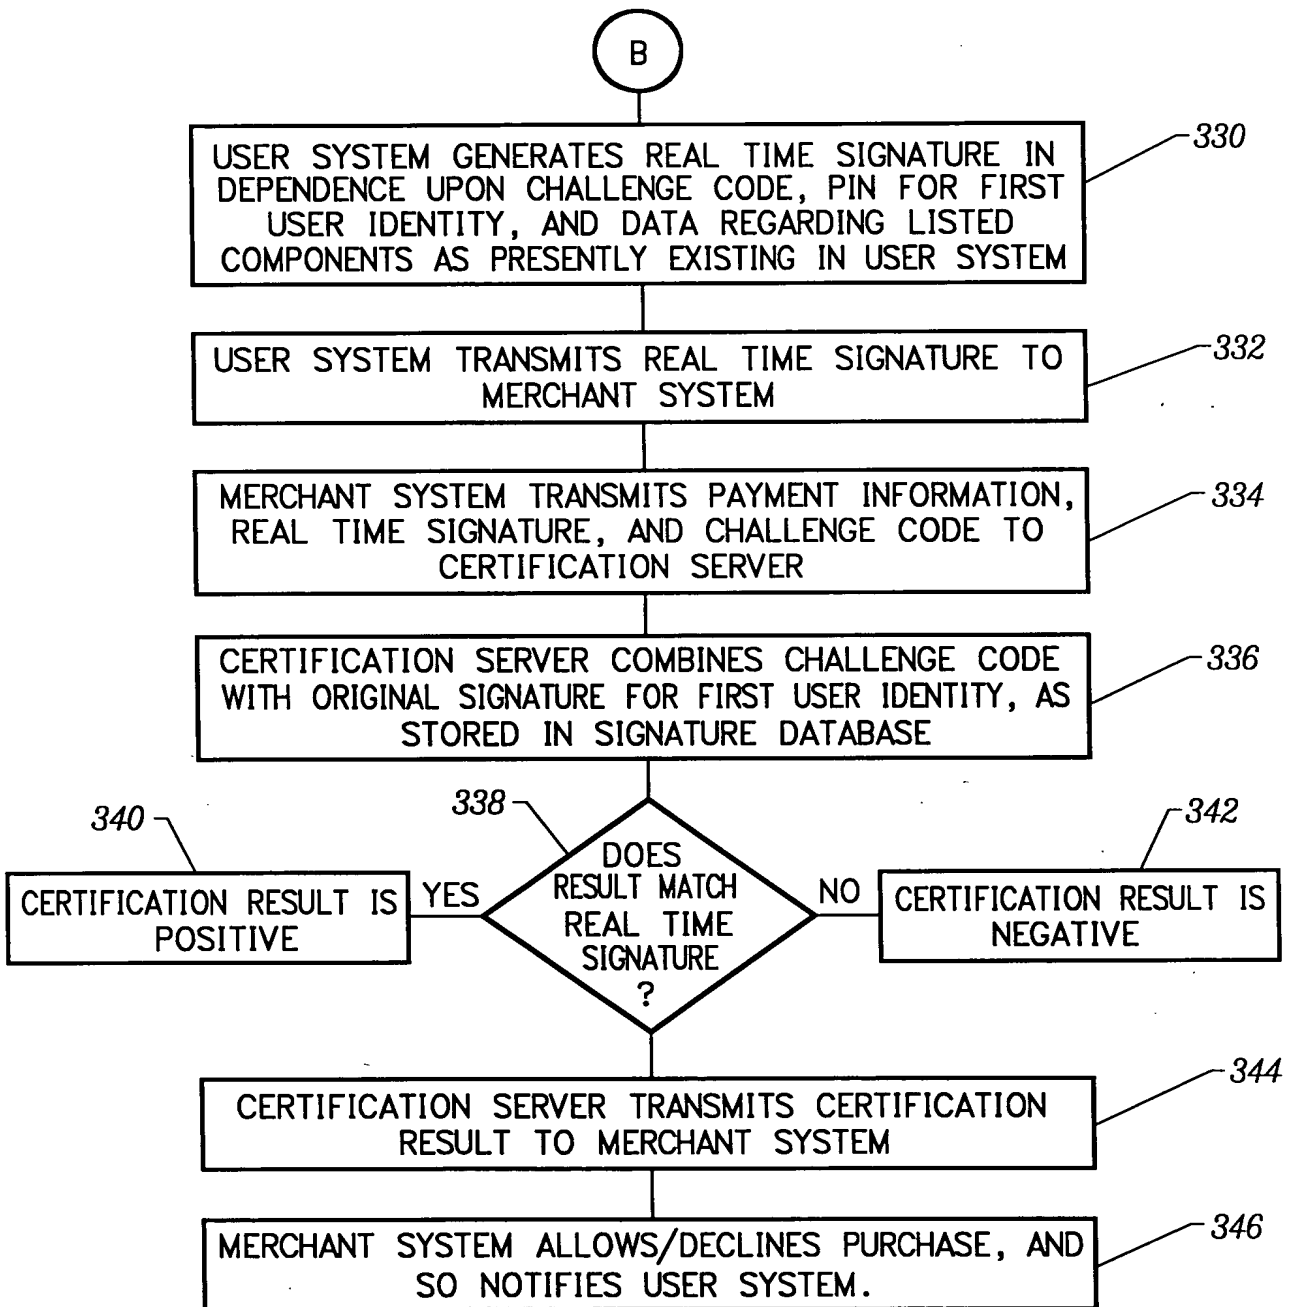 B
330
USER SYSTEM GENERATES REAL TIME SIGNATURE IN
DEPENDENCE UPON CHALLENGE CODE, PIN FOR FIRST
USER IDENTITY, AND DATA REGARDING LISTED
COMPONENTS AS PRESENTLY EXISTING IN USER SYSTEM
332
USER SYSTEM TRANSMITS REAL TIME SIGNATURE TO
MERCHANT SYSTEM
334
MERCHANT SYSTEM TRANSMITS PAYMENT INFORMATION,
REAL TIME SIGNATURE, AND CHALLENGE CODE TO
CERTIFICATION SERVER
336
CERTIFICATION SERVER COMBINES CHALLENGE CODE
WITH ORIGINAL SIGNATURE FOR FIRST USER IDENTITY, AS
STORED IN SIGNATURE DATABASE
338
DOES
RESULT MATCH
REAL TIME
SIGNATURE
?
340
YES
CERTIFICATION RESULT IS
POSITIVE
342
NO
CERTIFICATION RESULT IS
NEGATIVE
344
CERTIFICATION SERVER TRANSMITS CERTIFICATION
RESULT TO MERCHANT SYSTEM
346
MERCHANT SYSTEM ALLOWS/DECLINES PURCHASE, AND
SO NOTIFIES USER SYSTEM.